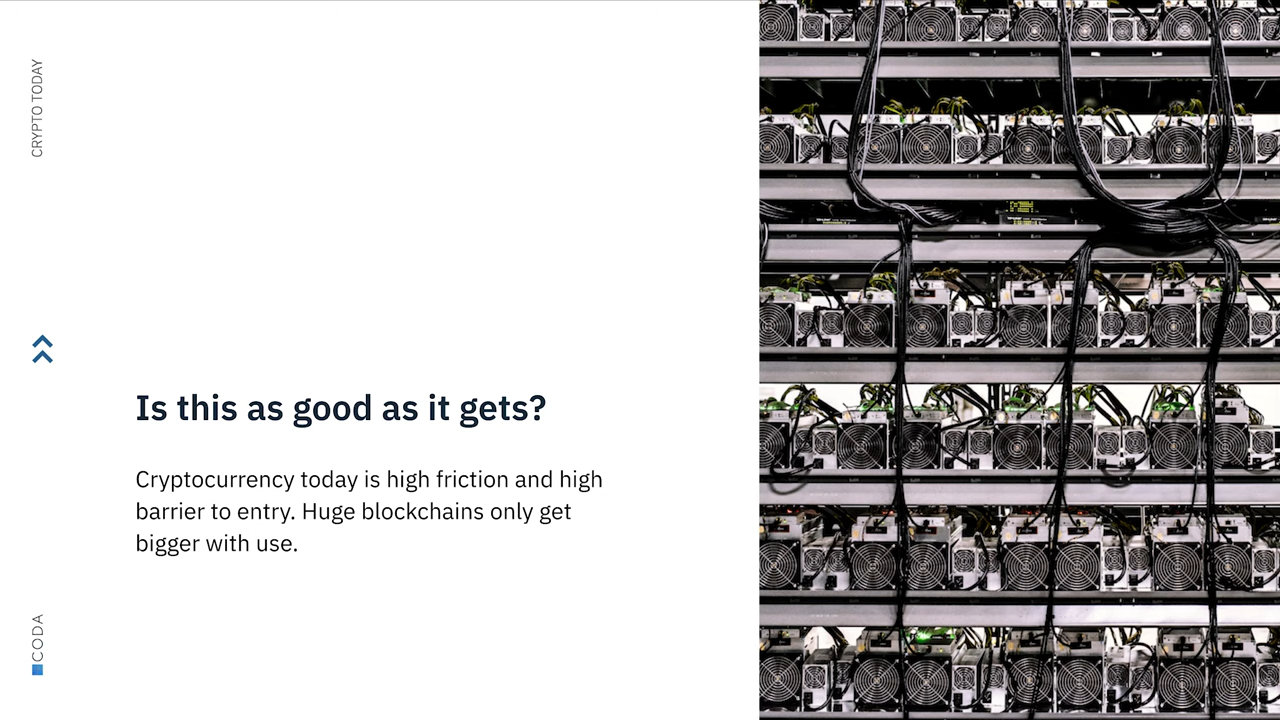 CRYPTO TODAY
Is this as good as it gets?
Cryptocurrency today is high friction and high
barrier to entry. Huge blockchains only get
bigger with use.
CODA